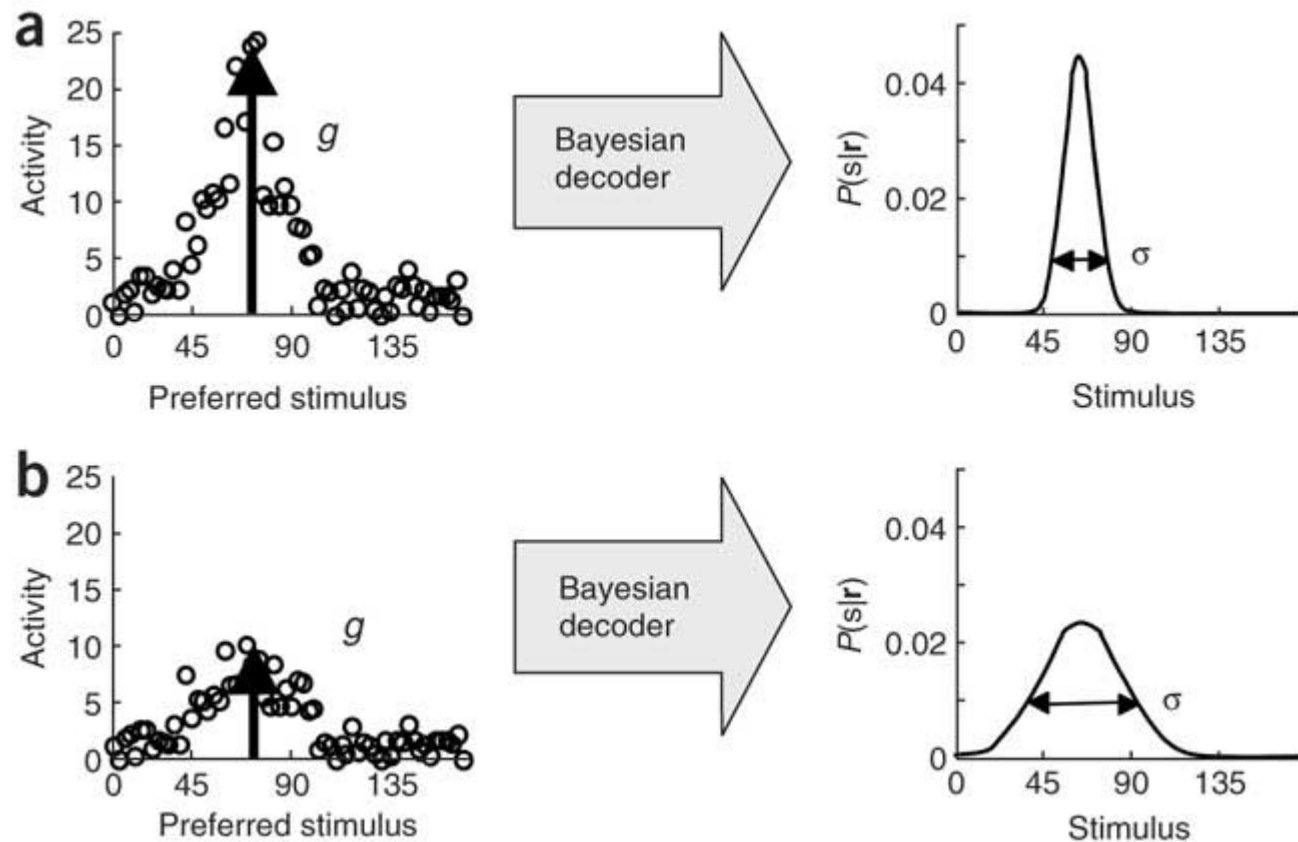 a
25
20
15
10
5
0
Activity
g
0 45 90 135
Preferred stimulus
Bayesian
decoder
0.04
0.02
0
P(s|r)
σ
0 45 90 135
Stimulus
b
25
20
15
10
5
0
Activity
g
0 45 90 135
Preferred stimulus
Bayesian
decoder
0.04
0.02
0
P(s|r)
σ
0 45 90 135
Stimulus